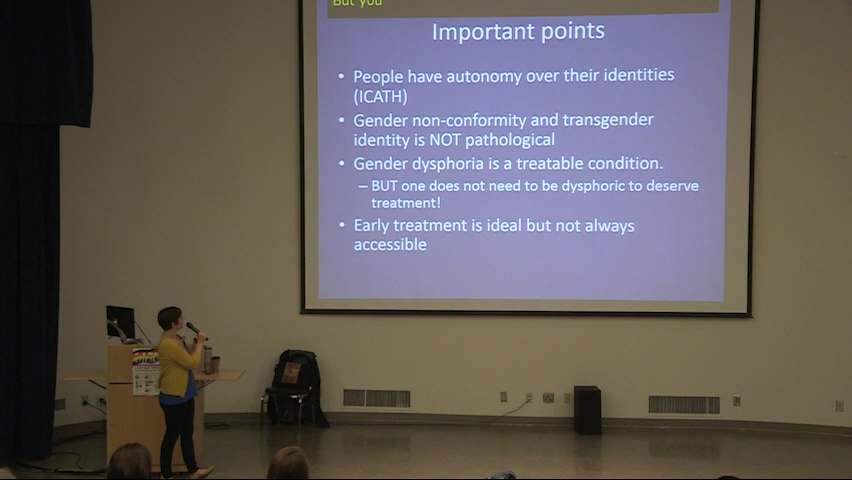 But you
Important points
• People have autonomy over their identities
(ICATH)
• Gender non-conformity and transgender
identity is NOT pathological
• Gender dysphoria is a treatable condition.
– BUT one does not need to be dysphoric to deserve
treatment!
• Early treatment is ideal but not always
accessible